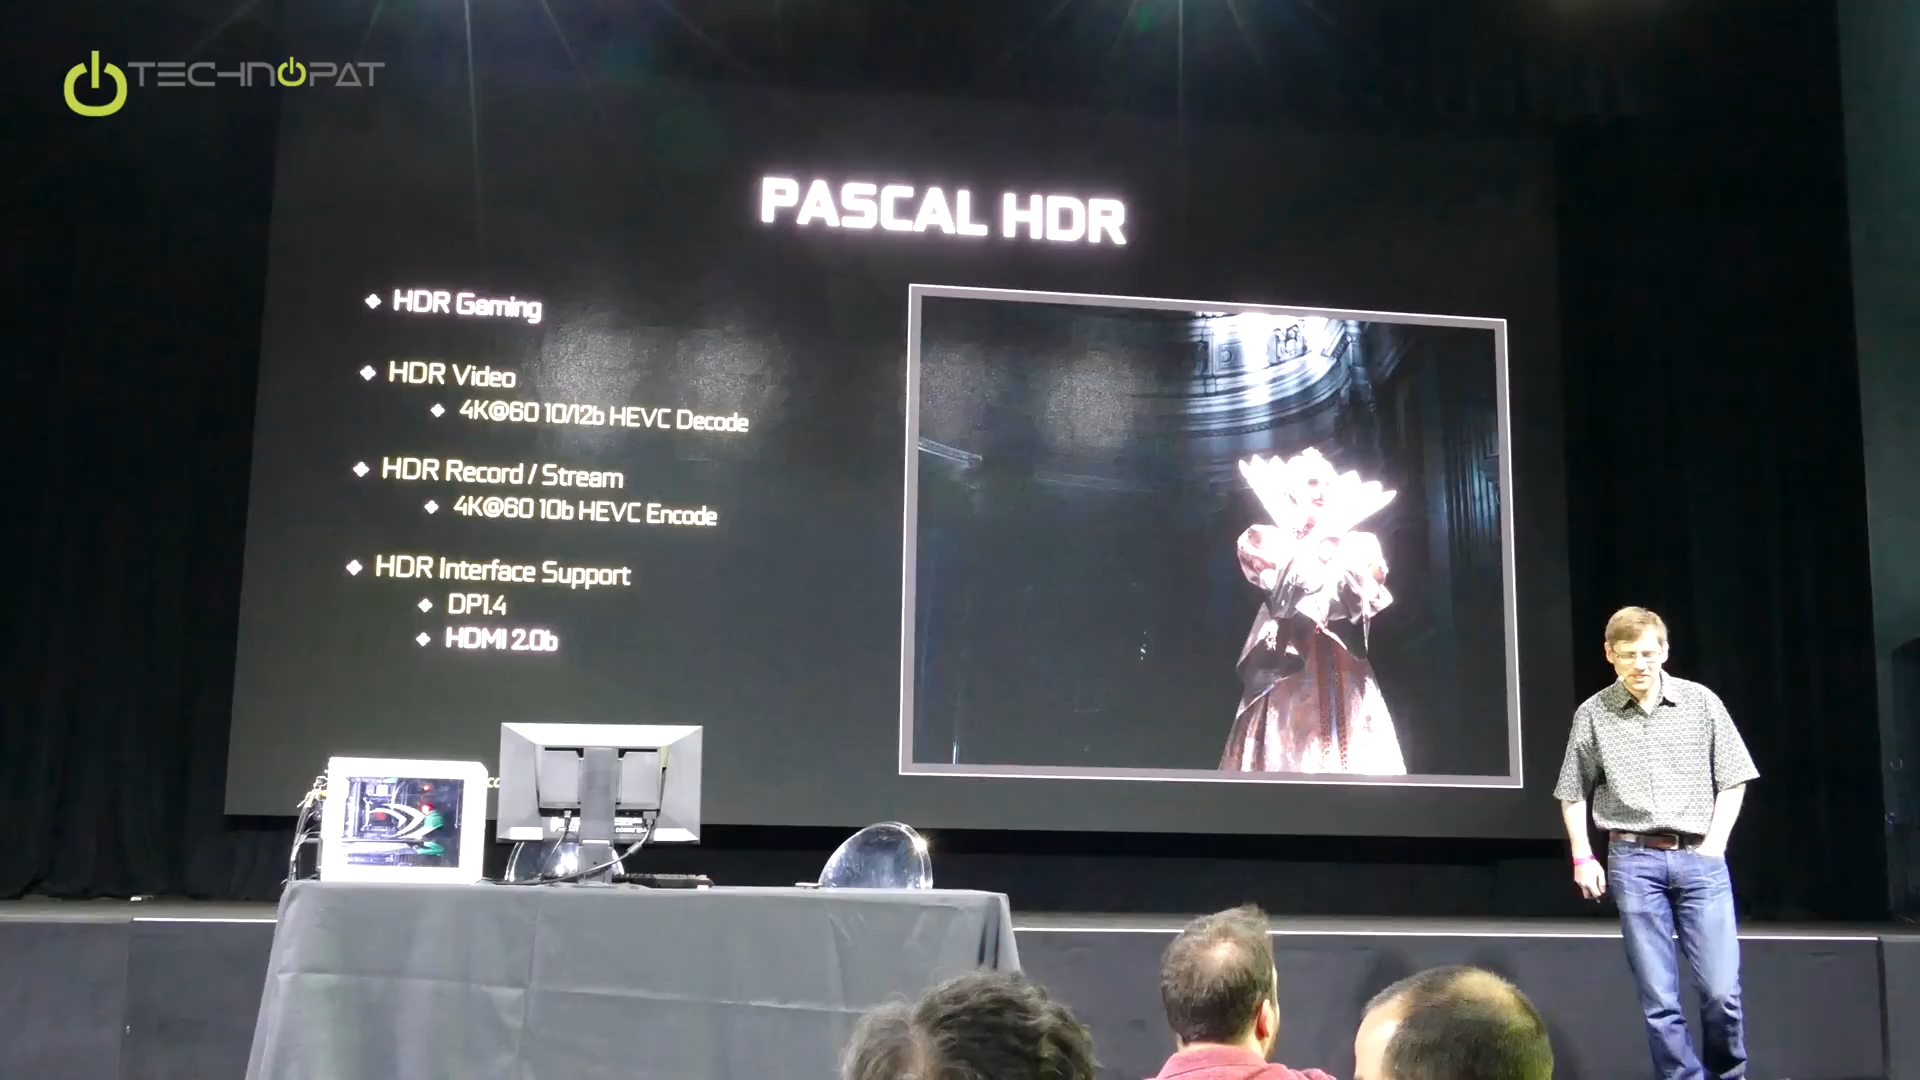 TECHNOPAT
PASCAL HDR
HDR Gaming
HDR Video
4K@60 10/12b HEVC Decode
HDR Record / Stream
4K@60 10b HEVC Encode
HDR Interface Support
DP1.4
HDMI 2.0b